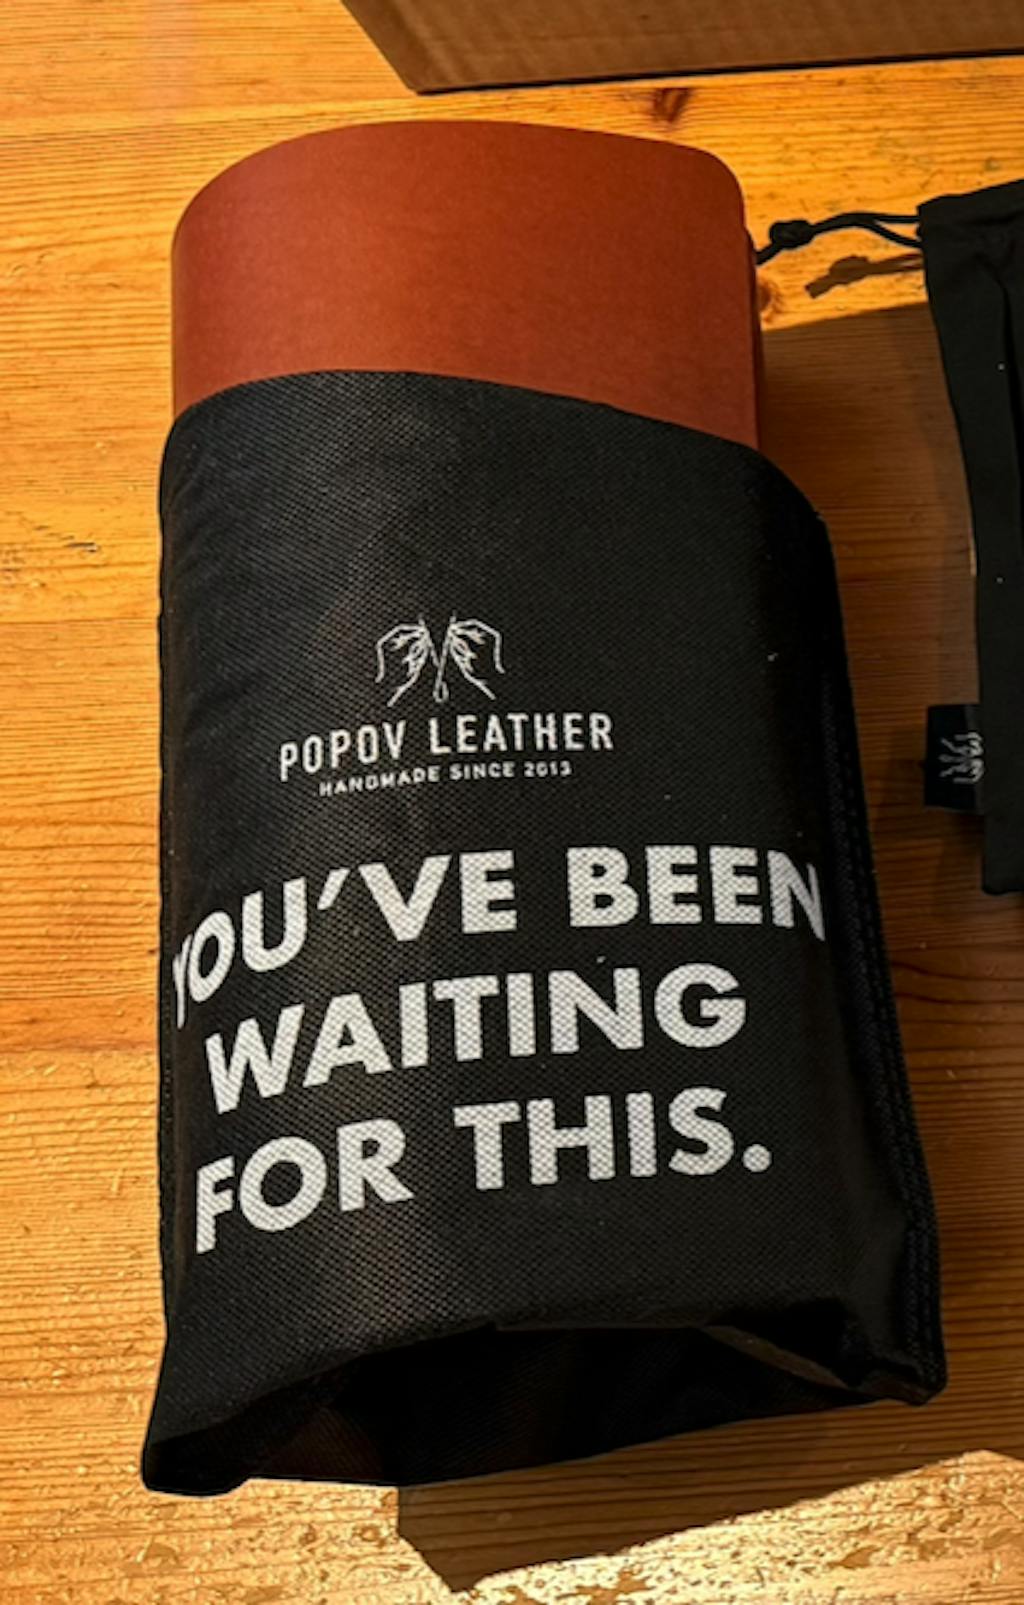 POPOV LEATHER
HANDMADE SINCE 2013
YOU'VE BEEN
WAITING
FOR THIS.